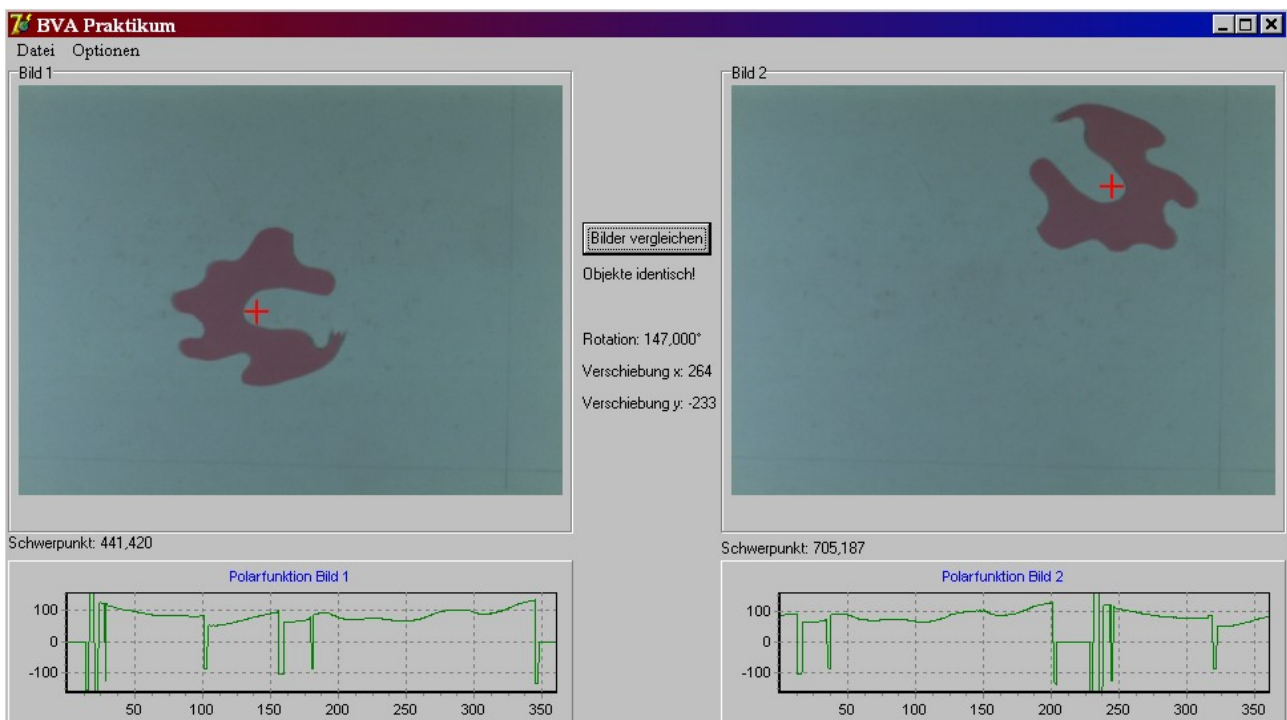 BVA Praktikum
Datei Optionen
Bild 1
Bild 2
Bilder vergleichen
Objekte identisch!
Rotation: 147,000°
Verschiebung x: 264
Verschiebung y: -233
Schwerpunkt: 441,420
Schwerpunkt: 705,187
Polarfunktion Bild 1
100
0
-100
50 100 150 200 250 300 350
Polarfunktion Bild 2
100
0
-100
50 100 150 200 250 300 350